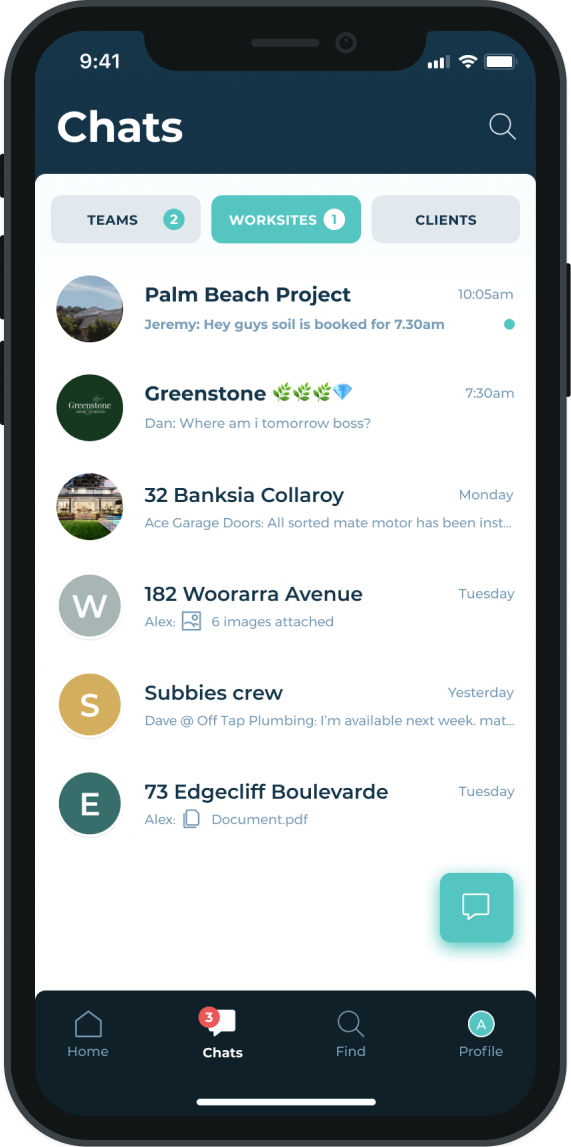 9:41
Chats
TEAMS 2 WORKSITES 1 CLIENTS
Palm Beach Project 10:05am
Jeremy: Hey guys soil is booked for 7.30am
Greenstone
Greenstone 🌿🌿🌿💎 7:30am
Dan: Where am i tomorrow boss?
32 Banksia Collaroy Monday
Ace Garage Doors: All sorted mate motor has been inst...
W
182 Woorarra Avenue Tuesday
Alex: 6 images attached
S
Subbies crew Yesterday
Dave @ Off Tap Plumbing: I'm available next week. mat...
E
73 Edgecliff Boulevarde Tuesday
Alex: Document.pdf
3 A
Home Chats Find Profile